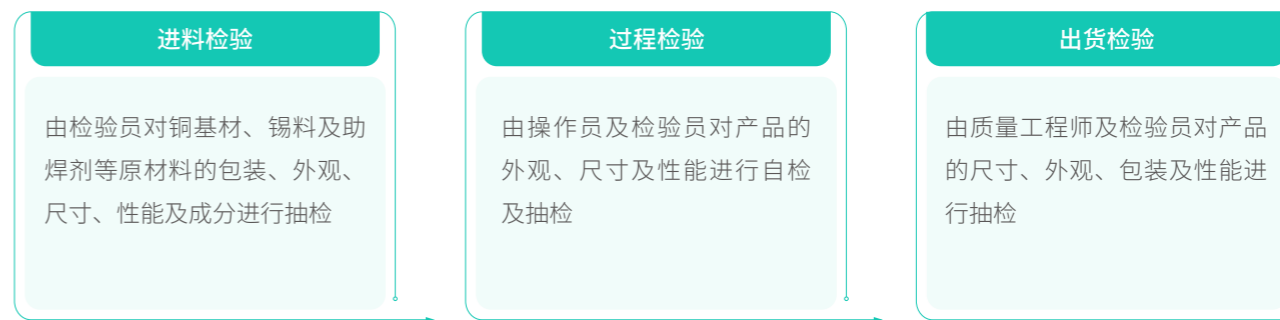 进料检验
由检验员对铜基材、锡料及助
焊剂等原材料的包装、外观、
尺寸、性能及成分进行抽检
过程检验
由操作员及检验员对产品的
外观、尺寸及性能进行自检
及抽检
出货检验
由质量工程师及检验员对产品
的尺寸、外观、包装及性能进
行抽检